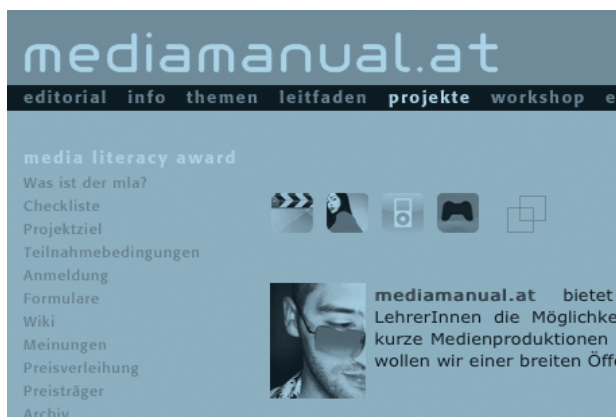 mediamanual.at
editorial info themen leitfaden projekte workshop
media literacy award
Was ist der mla?
Checkliste
Projektziel
Teilnahmebedingungen
Anmeldung
Formulare
Wiki
Meinungen
Preisverleihung
Preisträger
Archiv
mediamanual.at bietet
LehrerInnen die Möglichke
kurze Medienproduktionen
wollen wir einer breiten Öffe